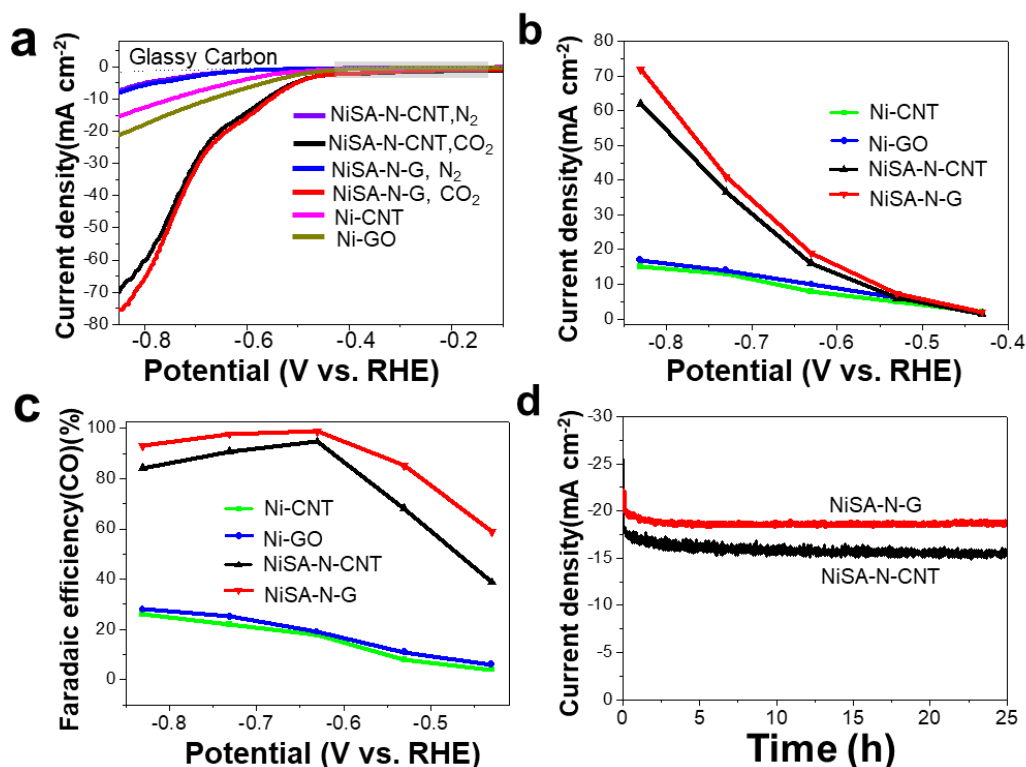 a
Glassy Carbon
0
-10
-20
-30
-40
-50
-60
-70
-80
Current density(mA cm-2)
NiSA-N-CNT,N2
NiSA-N-CNT,CO2
NiSA-N-G, N2
NiSA-N-G, CO2
Ni-CNT
Ni-GO
-0.8 -0.6 -0.4 -0.2
Potential (V vs. RHE)
b
80
70
60
50
40
30
20
10
0
Current density(mA cm-2)
Ni-CNT
Ni-GO
NiSA-N-CNT
NiSA-N-G
-0.8 -0.7 -0.6 -0.5 -0.4
Potential (V vs. RHE)
c
100
80
60
40
20
0
Faradaic efficiency(CO)(%)
Ni-CNT
Ni-GO
NiSA-N-CNT
NiSA-N-G
-0.8 -0.7 -0.6 -0.5
Potential (V vs. RHE)
d
-30
-25
-20
-15
-10
-5
0
Current density(mA cm-2)
NiSA-N-G
NiSA-N-CNT
0 5 10 15 20 25
Time (h)